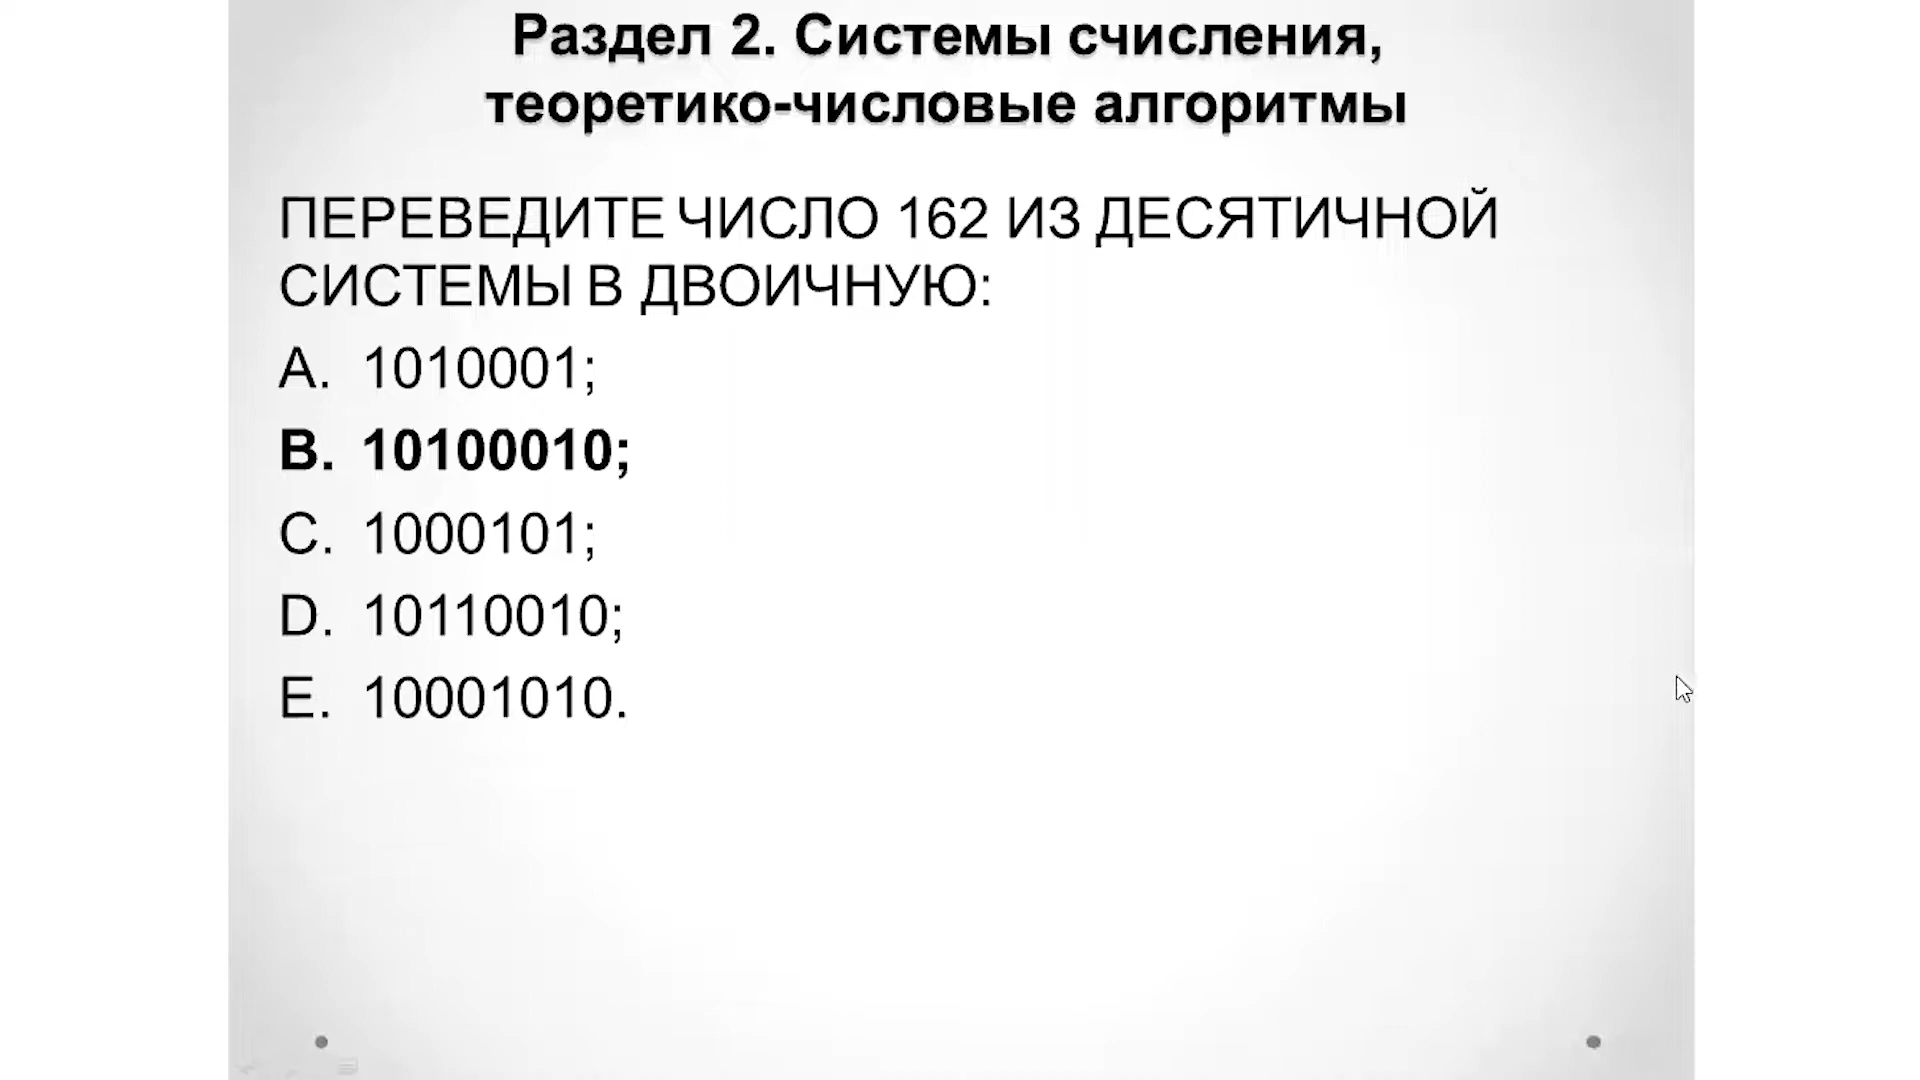 Раздел 2. Системы счисления,
теоретико-числовые алгоритмы
ПЕРЕВЕДИТЕ ЧИСЛО 162 ИЗ ДЕСЯТИЧНОЙ
СИСТЕМЫ В ДВОИЧНУЮ:
A. 1010001;
B. 10100010;
C. 1000101;
D. 10110010;
E. 10001010.